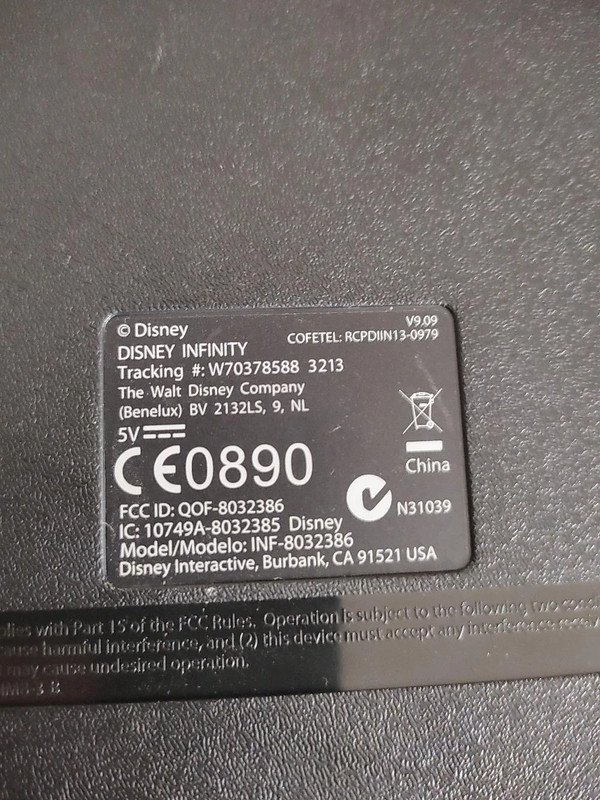 © Disney
V9.09
DISNEY INFINITY
COFETEL: RCPDIIN13-0979
Tracking #: W70378588 3213
The Walt Disney Company
(Benelux) BV 2132LS, 9, NL
5V
CE0890
China
FCC ID: QOF-8032386
N31039
IC: 10749A-8032385 Disney
Model/Modelo: INF-8032386
Disney Interactive, Burbank, CA 91521 USA
with Part 15 of the FCC Rules. Operation is subject to the following two
harmful interference, and (2) this device must accept any interference
may cause undesired operation.